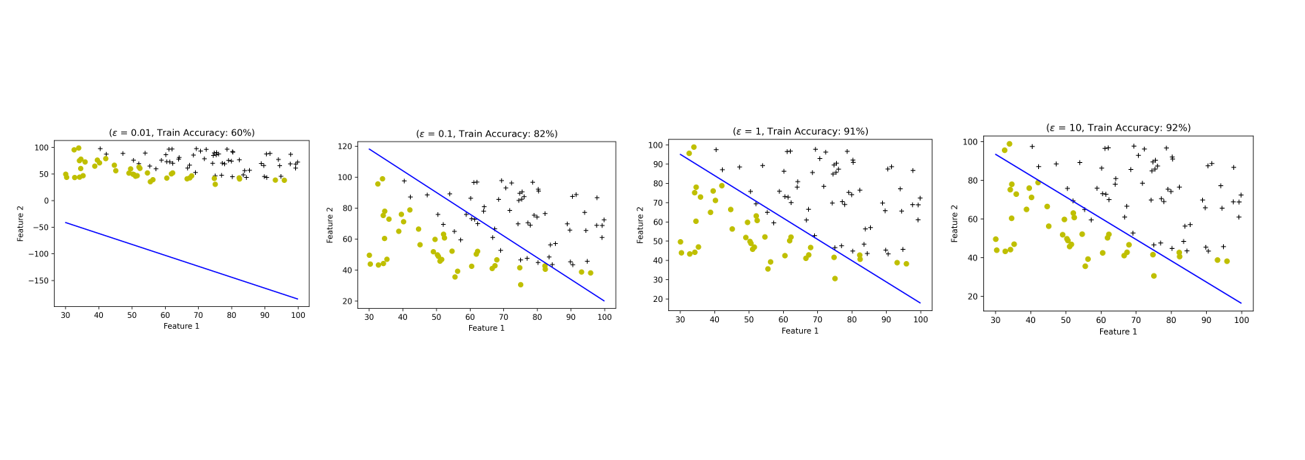 (ε = 0.01, Train Accuracy: 60%)
100
50
0
−50
−100
−150
Feature 2
30 40 50 60 70 80 90 100
Feature 1
(ε = 0.1, Train Accuracy: 82%)
120
100
80
60
40
20
Feature 2
30 40 50 60 70 80 90 100
Feature 1
(ε = 1, Train Accuracy: 91%)
100
90
80
70
60
50
40
30
20
Feature 2
30 40 50 60 70 80 90 100
Feature 1
(ε = 10, Train Accuracy: 92%)
100
80
60
40
20
Feature 2
30 40 50 60 70 80 90 100
Feature 1